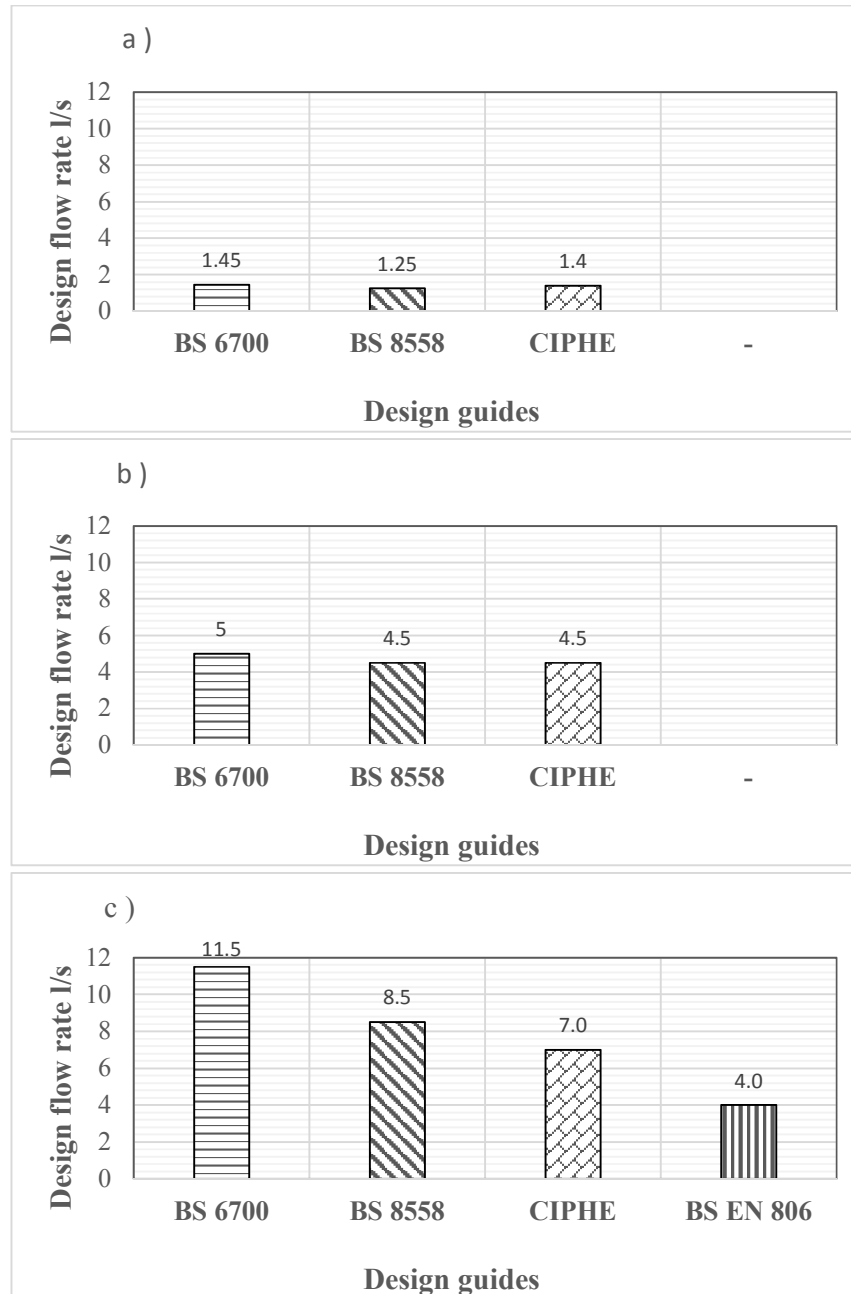 a )
Design flow rate l/s
12
10
8
6
4
2
0
1.45
1.25
1.4
BS 6700
BS 8558
CIPHE
-
Design guides
b )
Design flow rate l/s
12
10
8
6
4
2
0
5
4.5
4.5
BS 6700
BS 8558
CIPHE
-
Design guides
c )
Design flow rate l/s
12
10
8
6
4
2
0
11.5
8.5
7.0
4.0
BS 6700
BS 8558
CIPHE
BS EN 806
Design guides